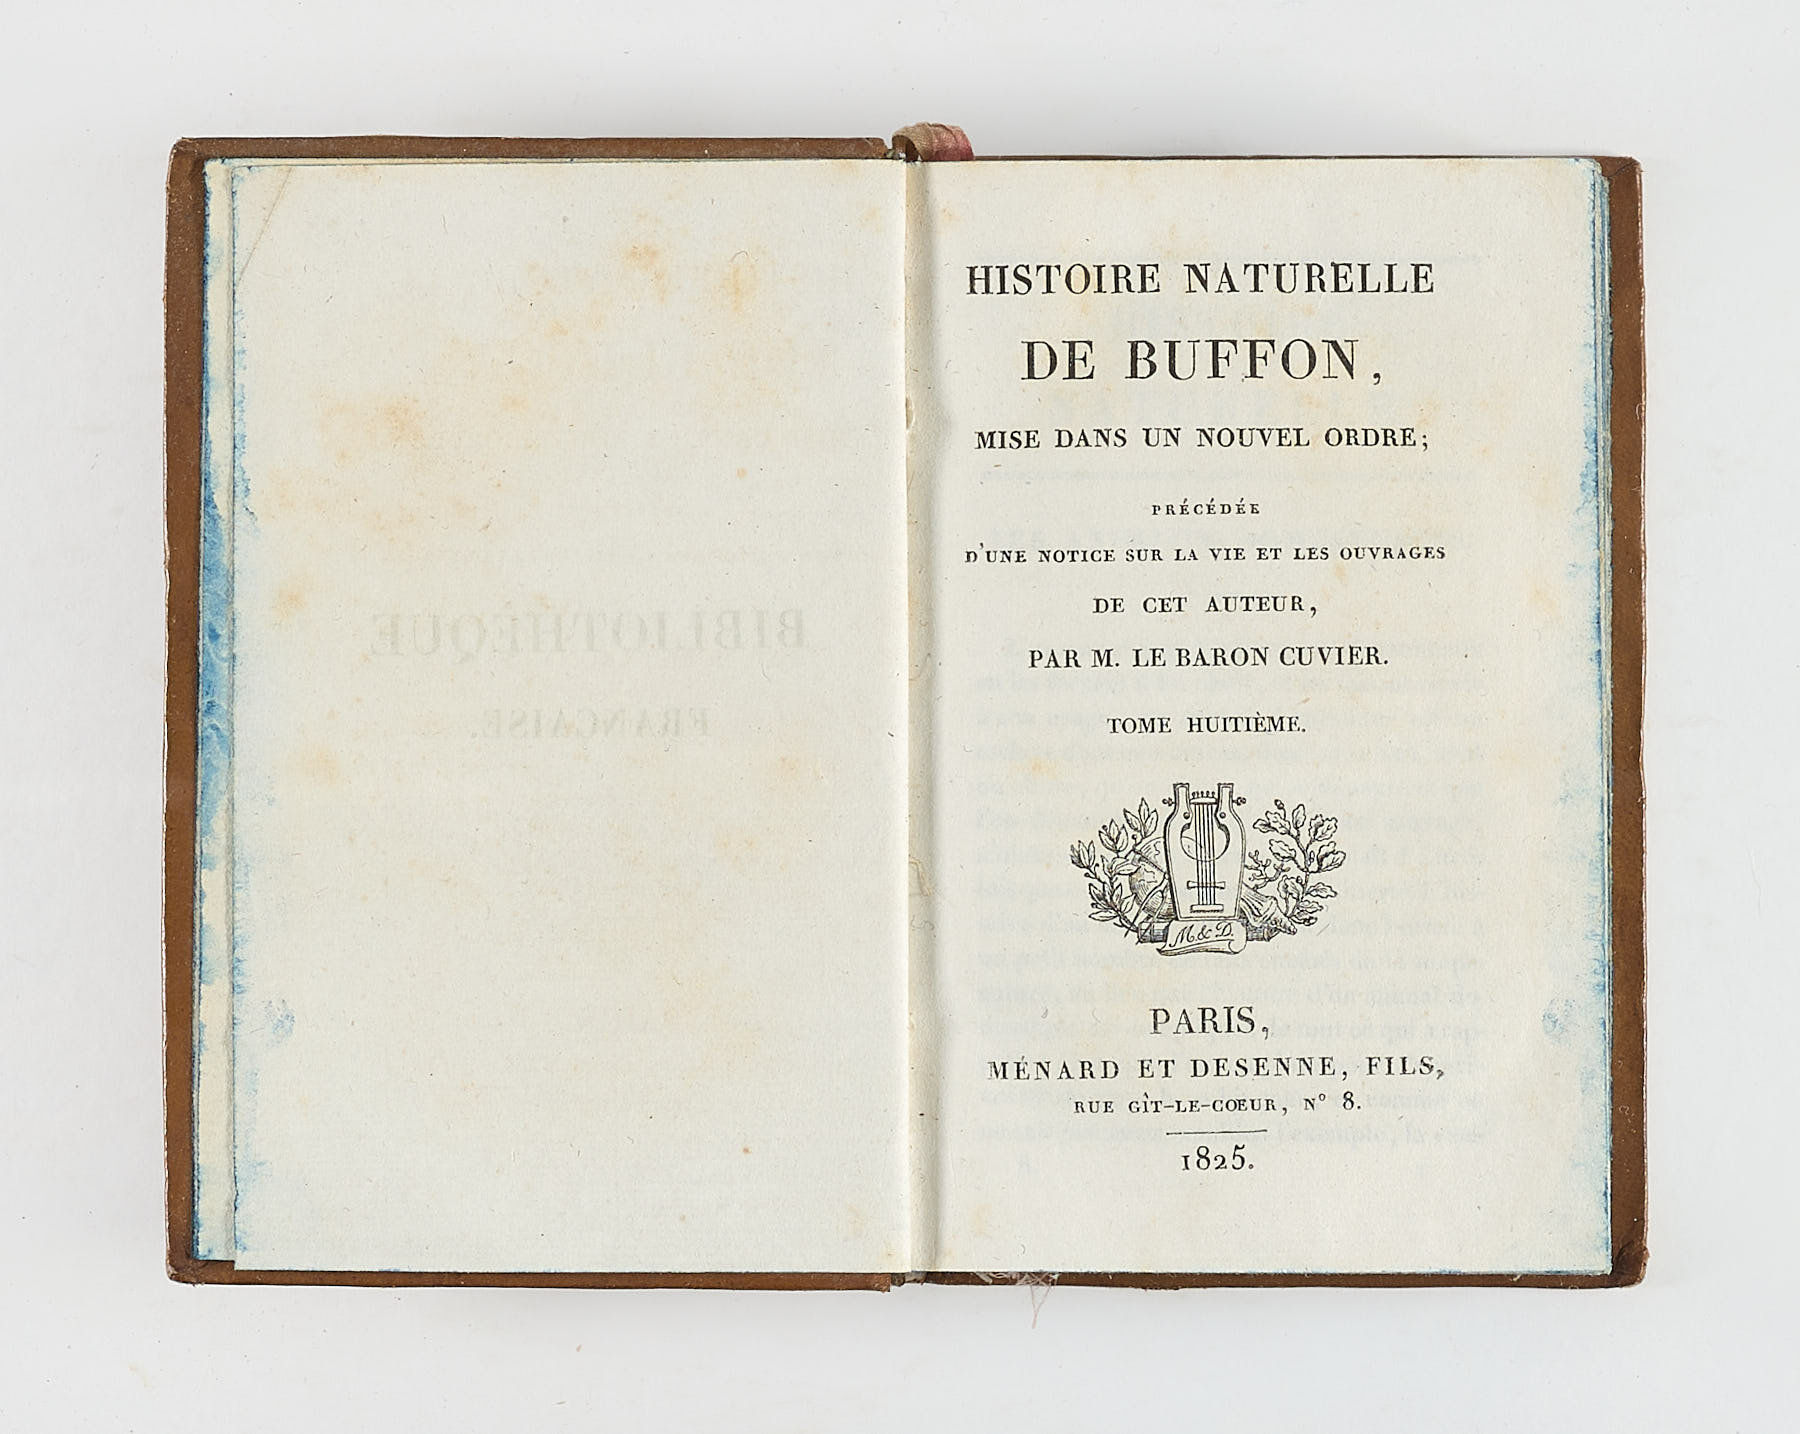 BIBLIOTHÈQUE
FRANÇAISE.
HISTOIRE NATURELLE
DE BUFFON,
MISE DANS UN NOUVEL ORDRE;
PRÉCÉDÉE
D'UNE NOTICE SUR LA VIE ET LES OUVRAGES
DE CET AUTEUR,
PAR M. LE BARON CUVIER.
TOME HUITIÈME.
M. & D.
PARIS,
MÉNARD ET DESENNE, FILS,
RUE GÎT-LE-CŒUR, N° 8.
1825.